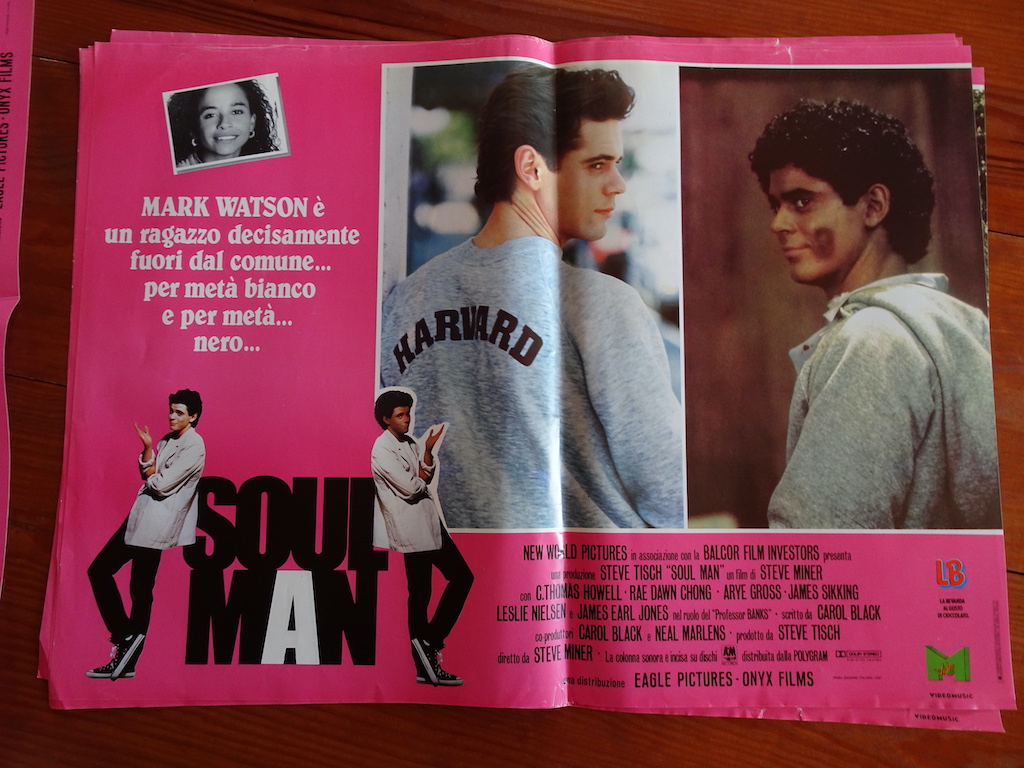 EAGLE PICTURES · ONYX FILMS
MARK WATSON è
un ragazzo decisamente
fuori dal comune...
per metà bianco
e per metà...
nero...
HARVARD
SOUL
MAN
NEW WORLD PICTURES in associazione con la BALCOR FILM INVESTORS presenta
una produzione STEVE TISCH "SOUL MAN" un film di STEVE MINER
con C.THOMAS HOWELL · RAE DAWN CHONG · ARYE GROSS · JAMES SIKKING
LESLIE NIELSEN e JAMES EARL JONES nel ruolo del "Professor BANKS" · scritto da CAROL BLACK
co-produttori CAROL BLACK e NEAL MARLENS · prodotto da STEVE TISCH
diretto da STEVE MINER · La colonna sonora è incisa su dischi A&M RECORDS distribuita dalla POLYGRAM DOLBY STEREO
una distribuzione EAGLE PICTURES · ONYX FILMS
LB
LA BEVANDA
AL GUSTO
DI CIOCCOLATO.
VIDEOMUSIC
VIDEOMUSIC